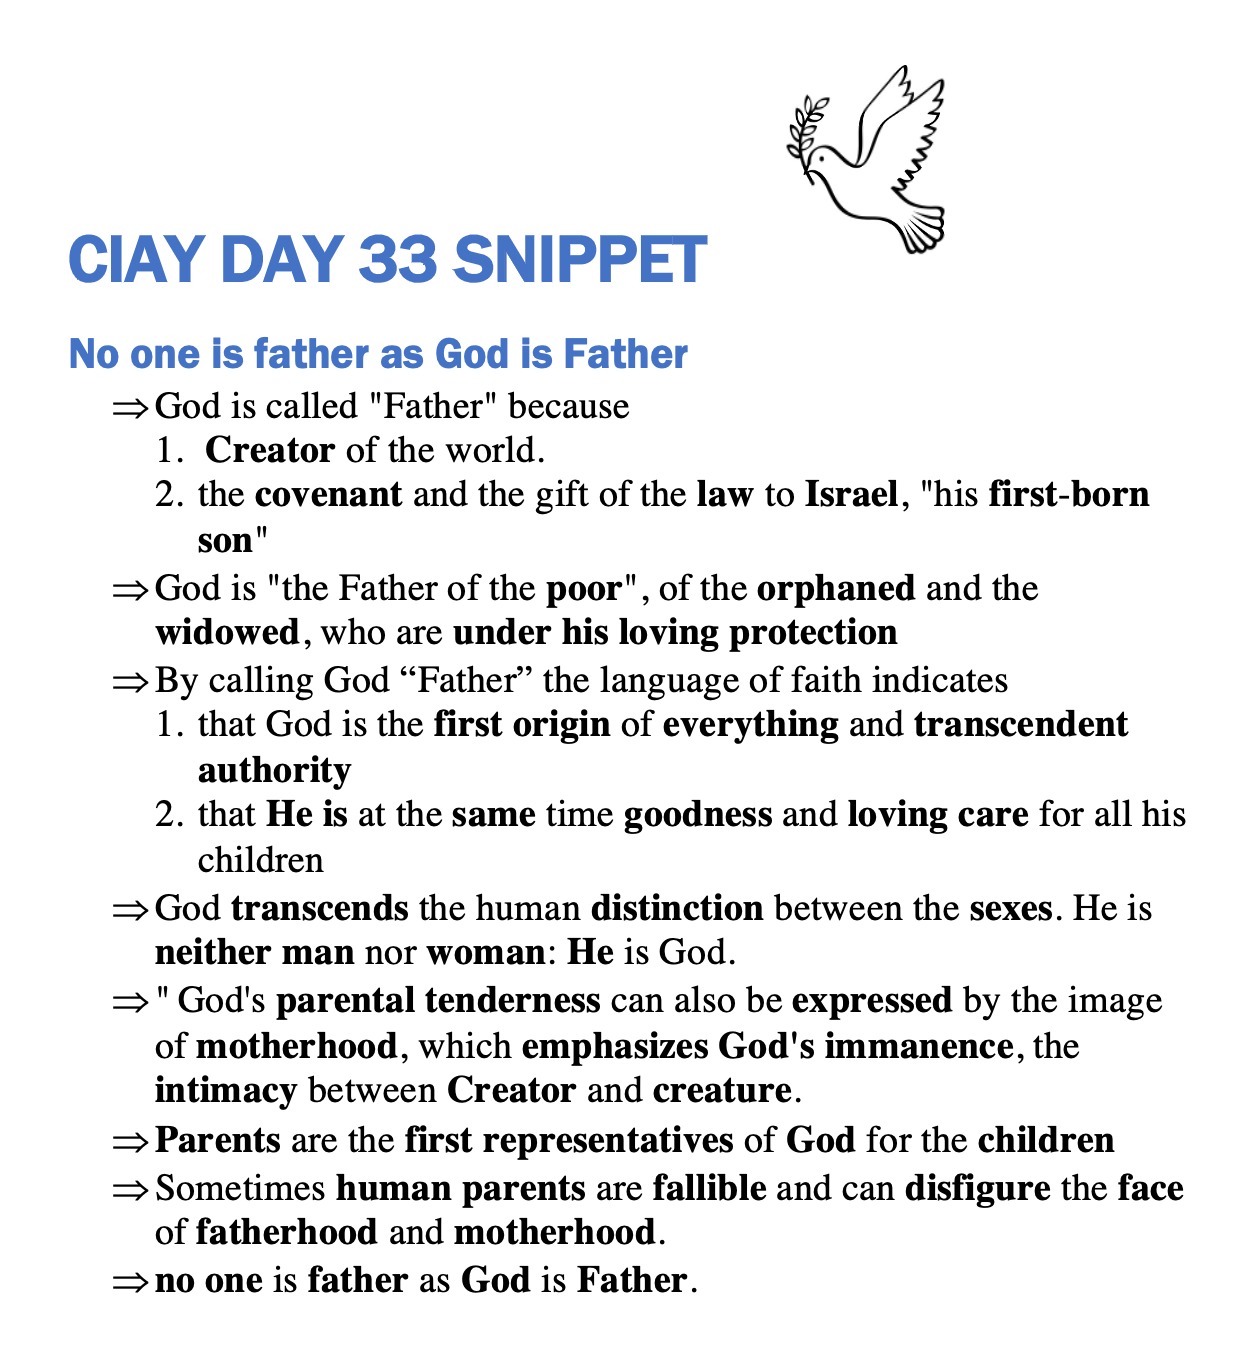 CIAY DAY 33 SNIPPET
No one is father as God is Father
⇒God is called "Father" because
1. Creator of the world.
2. the covenant and the gift of the law to Israel, "his first-born
son"
⇒God is "the Father of the poor", of the orphaned and the
widowed, who are under his loving protection
⇒By calling God “Father” the language of faith indicates
1. that God is the first origin of everything and transcendent
authority
2. that He is at the same time goodness and loving care for all his
children
⇒God transcends the human distinction between the sexes. He is
neither man nor woman: He is God.
⇒" God's parental tenderness can also be expressed by the image
of motherhood, which emphasizes God's immanence, the
intimacy between Creator and creature.
⇒Parents are the first representatives of God for the children
⇒Sometimes human parents are fallible and can disfigure the face
of fatherhood and motherhood.
⇒no one is father as God is Father.